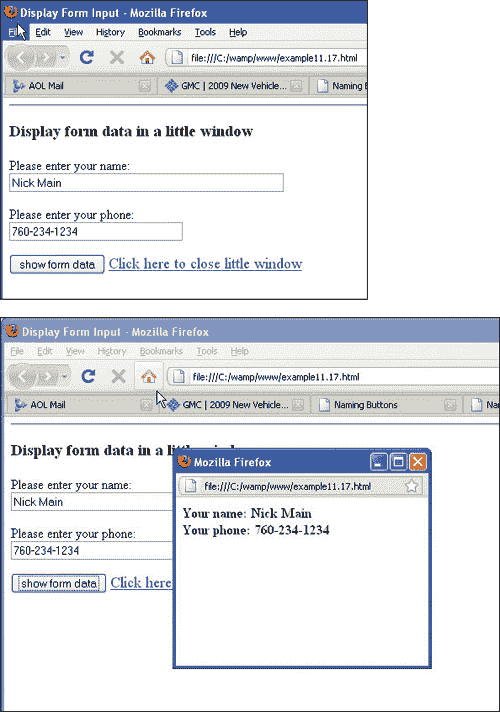 Display Form Input - Mozilla Firefox
File Edit View History Bookmarks Tools Help
file:///C:/wamp/www/example11.17.html
AOL Mail GMC | 2009 New Vehicle... Naming Bu
Display form data in a little window
Please enter your name:
Nick Main
Please enter your phone:
760-234-1234
show form data Click here to close little window
Display Form Input - Mozilla Firefox
File Edit View History Bookmarks Tools Help
file:///C:/wamp/www/example11.17.html
AOL Mail GMC | 2009 New Vehicle... Naming Buttons
Display form data in a
Please enter your name:
Nick Main
Please enter your phone:
760-234-1234
show form data Click here
Mozilla Firefox
file:///C:/wamp/www/example11.17.html
Your name: Nick Main
Your phone: 760-234-1234